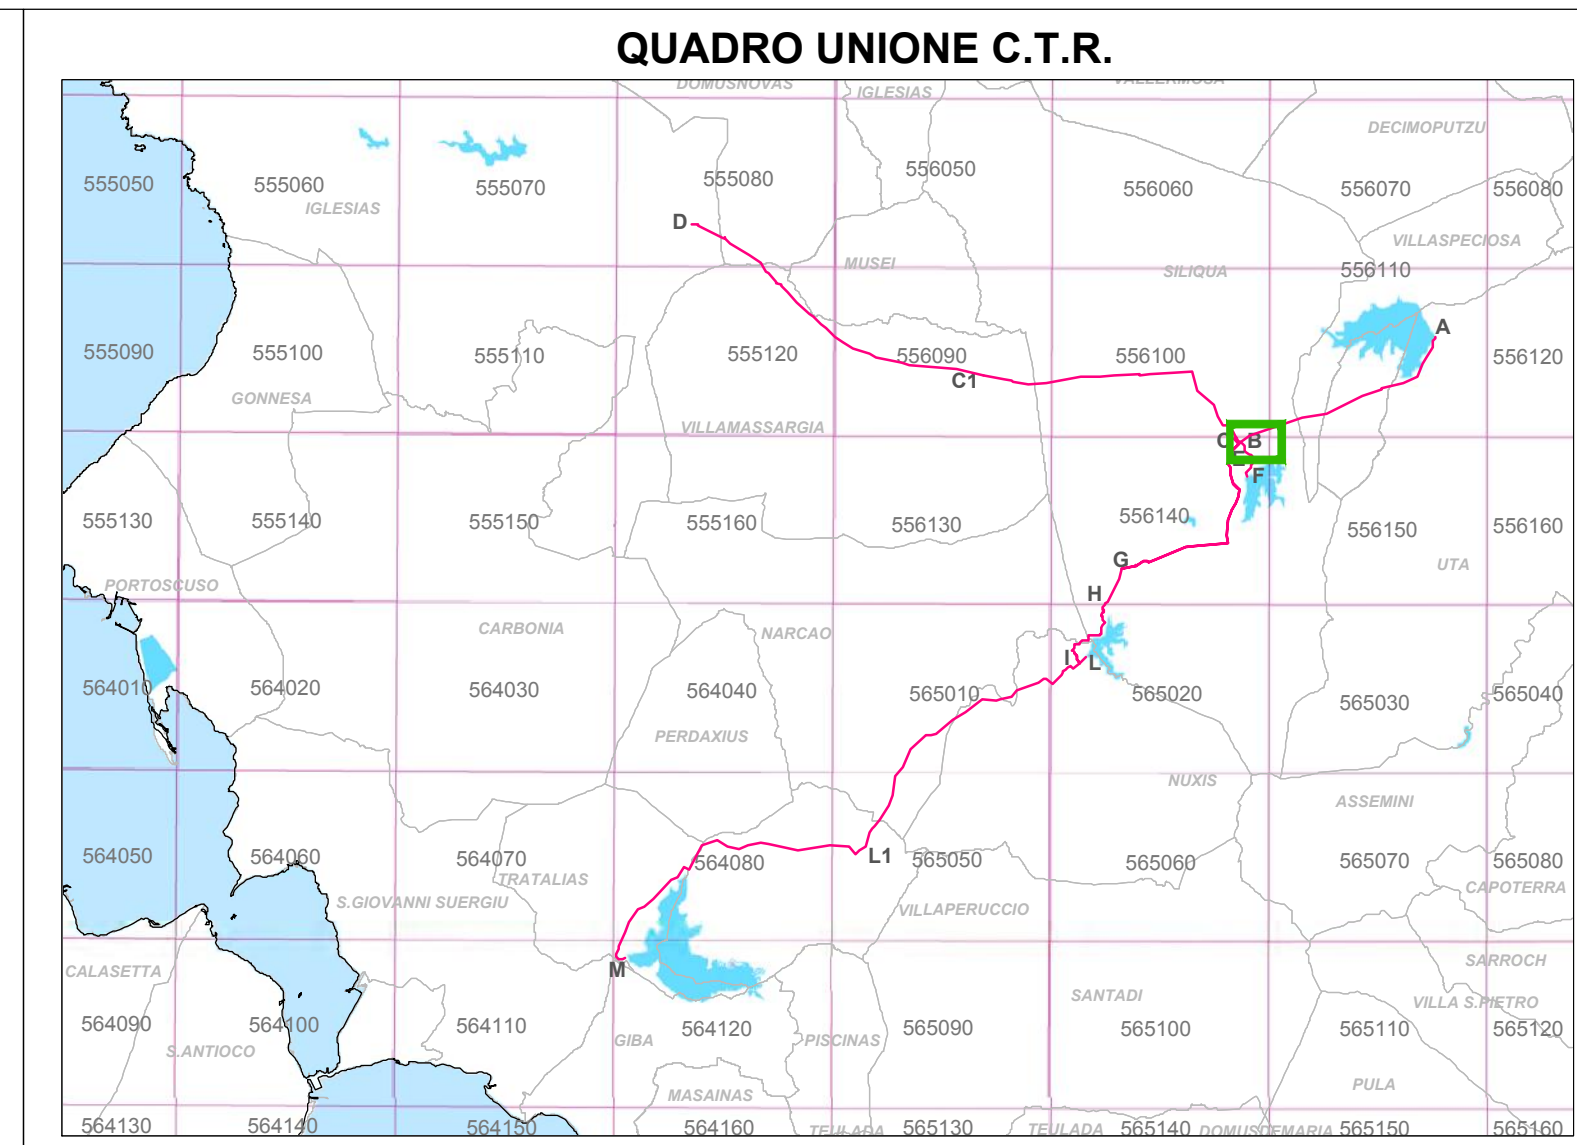 QUADRO UNIONE C.T.R.
DOMUSNOVAS
IGLESIAS
VALLERMOSA
DECIMOPUTZU
555050
555060
555070
555080
556050
556060
556070
556080
IGLESIAS
D
VILLASPECIOSA
MUSEI
SILIQUA
556110
A
555090
555100
555110
555120
556090
556100
556120
C1
GONNESA
VILLAMASSARGIA
C
B
E
F
555130
555140
555150
555160
556130
556140
556150
556160
G
UTA
PORTOSCUSO
H
CARBONIA
NARCAO
I
L
564010
564020
564030
564040
565010
565020
565030
565040
PERDAXIUS
NUXIS
ASSEMINI
564050
564060
564070
564080
L1
565050
565060
565070
565080
TRATALIAS
CAPOTERRA
S.GIOVANNI SUERGIU
VILLAPERUCCIO
CALASETTA
M
SARROCH
SANTADI
VILLA S.PIETRO
564090
564100
564110
564120
565090
565100
565110
565120
S.ANTIOCO
GIBA
PISCINAS
PULA
MASAINAS
564130
564140
564150
564160
TEULADA
565130
TEULADA
565140
DOMUSDEMARIA
565150
565160